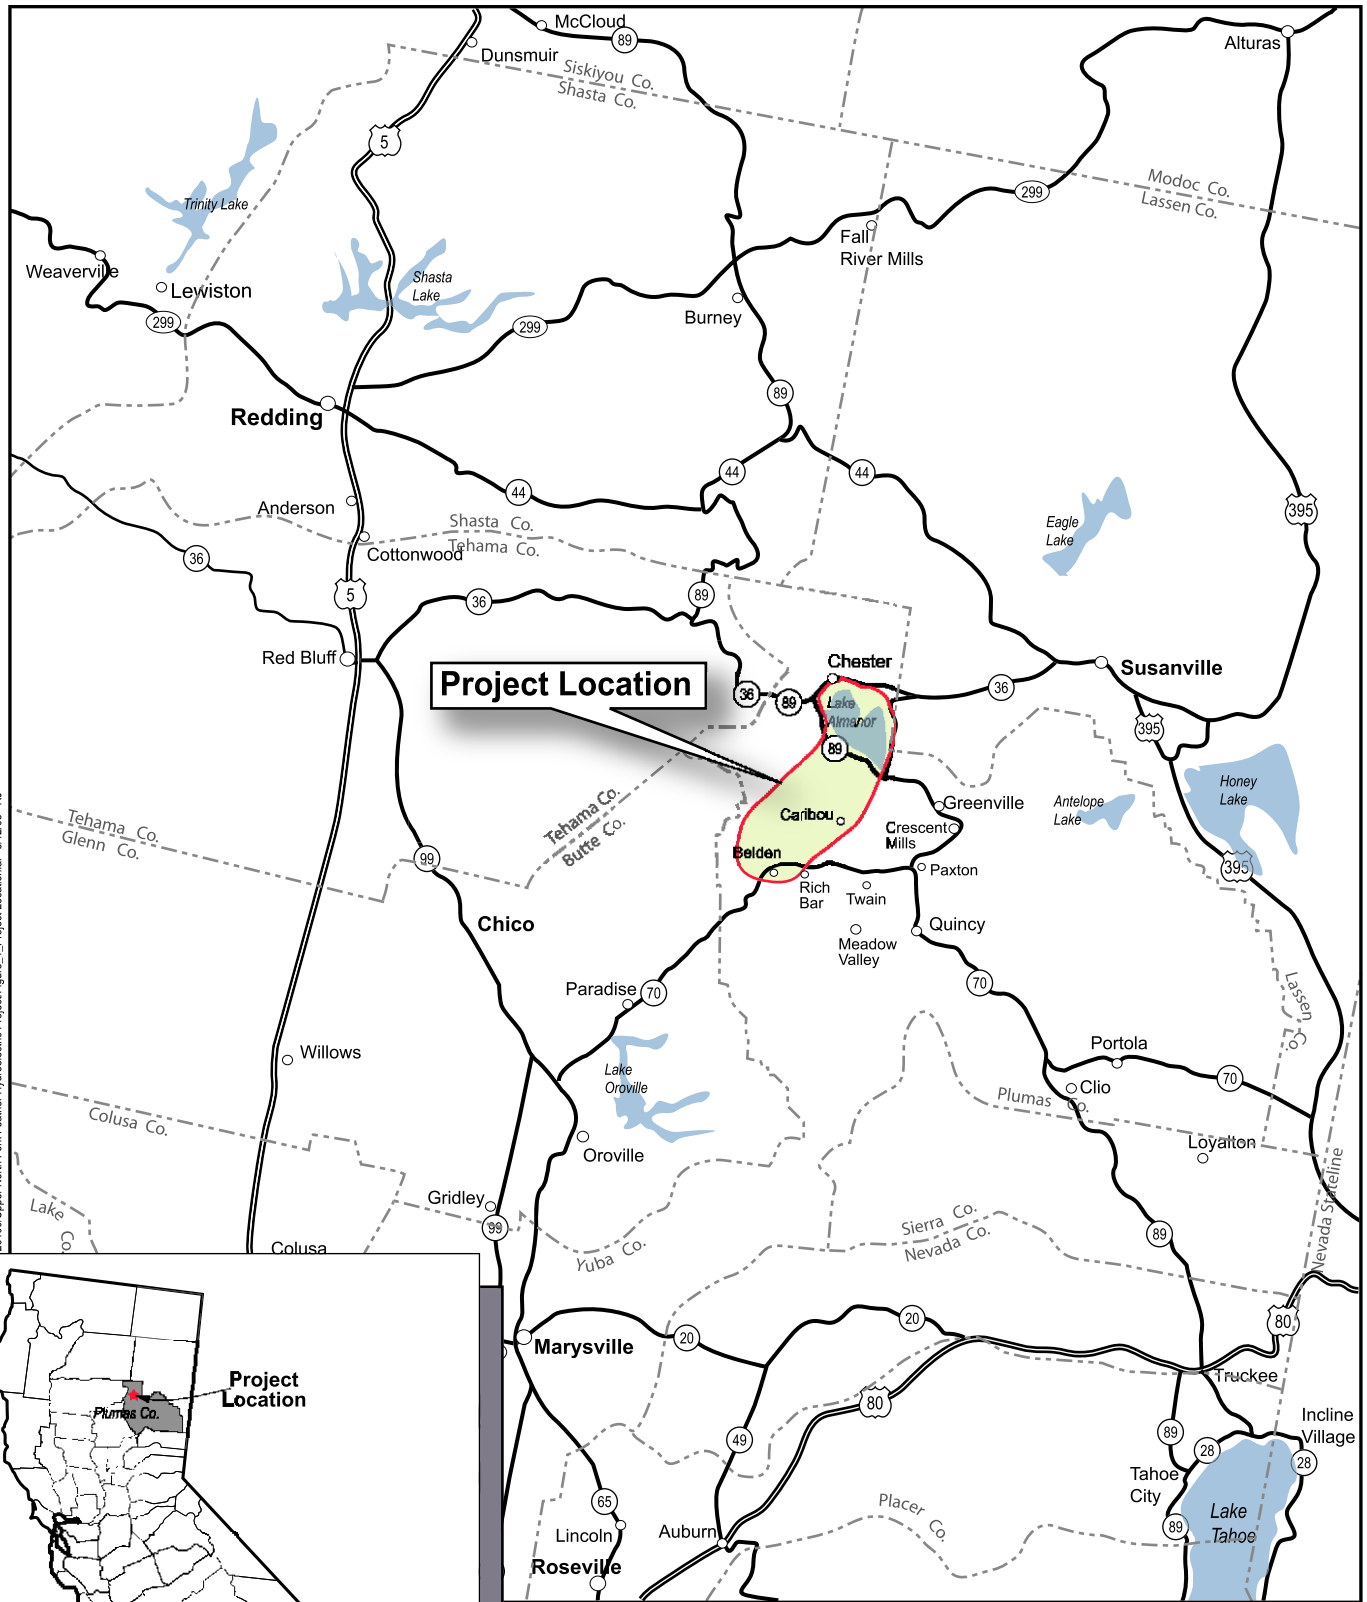 McCloud
89
Dunsmuir
Alturas
Siskiyou Co.
Shasta Co.
5
Modoc Co.
Lassen Co.
299
Trinity Lake
Fall
River Mills
Weaverville
Lewiston
Shasta
Lake
299
299
Burney
89
Redding
44
44
44
395
Anderson
Shasta Co.
Tehama Co.
Cottonwood
Eagle
Lake
36
5
36
89
Red Bluff
Chester
Susanville
Project Location
36
89
36
Lake
Almanor
89
395
Honey
Lake
Antelope
Lake
Greenville
Caribou
Crescent
Mills
Tehama Co.
Butte Co.
Tehama Co.
Glenn Co.
Belden
99
395
Paxton
Rich
Bar
Twain
Chico
Quincy
Meadow
Valley
70
Paradise
70
Lassen Co.
Willows
Portola
Lake
Oroville
70
Clio
Plumas Co.
Colusa Co.
Loyalton
Oroville
Nevada Stateline
Gridley
Lake Co.
99
Sierra Co.
Nevada Co.
Yuba Co.
89
Colusa
80
20
20
Marysville
Truckee
Project
Location
Plumas Co.
80
Incline
Village
89
28
28
49
Tahoe
City
65
Placer Co.
Lake
Tahoe
Lincoln
Auburn
89
Roseville